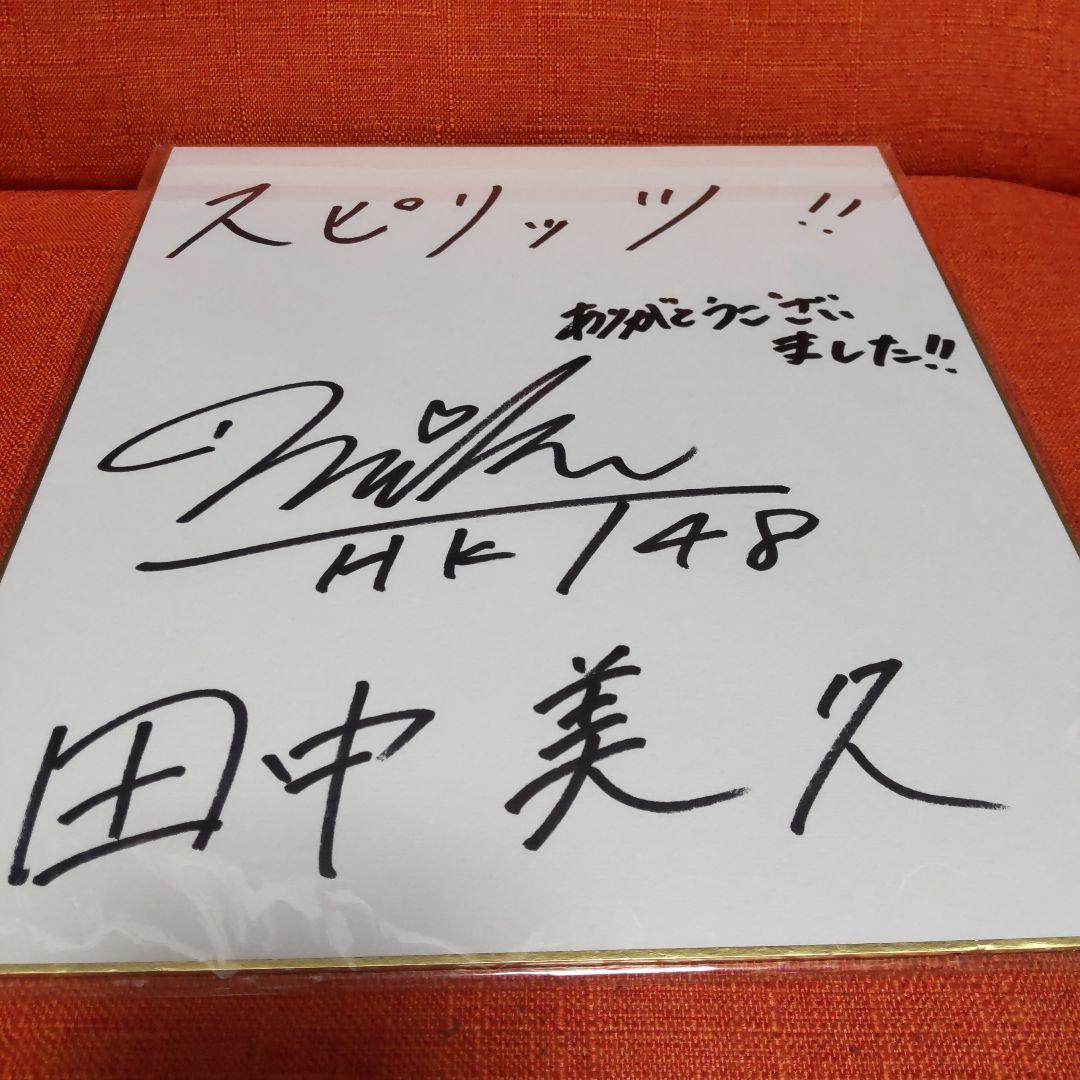 スピリッツ!!
ありがとうござい
ました!!
Miku
HKT48
田中美久